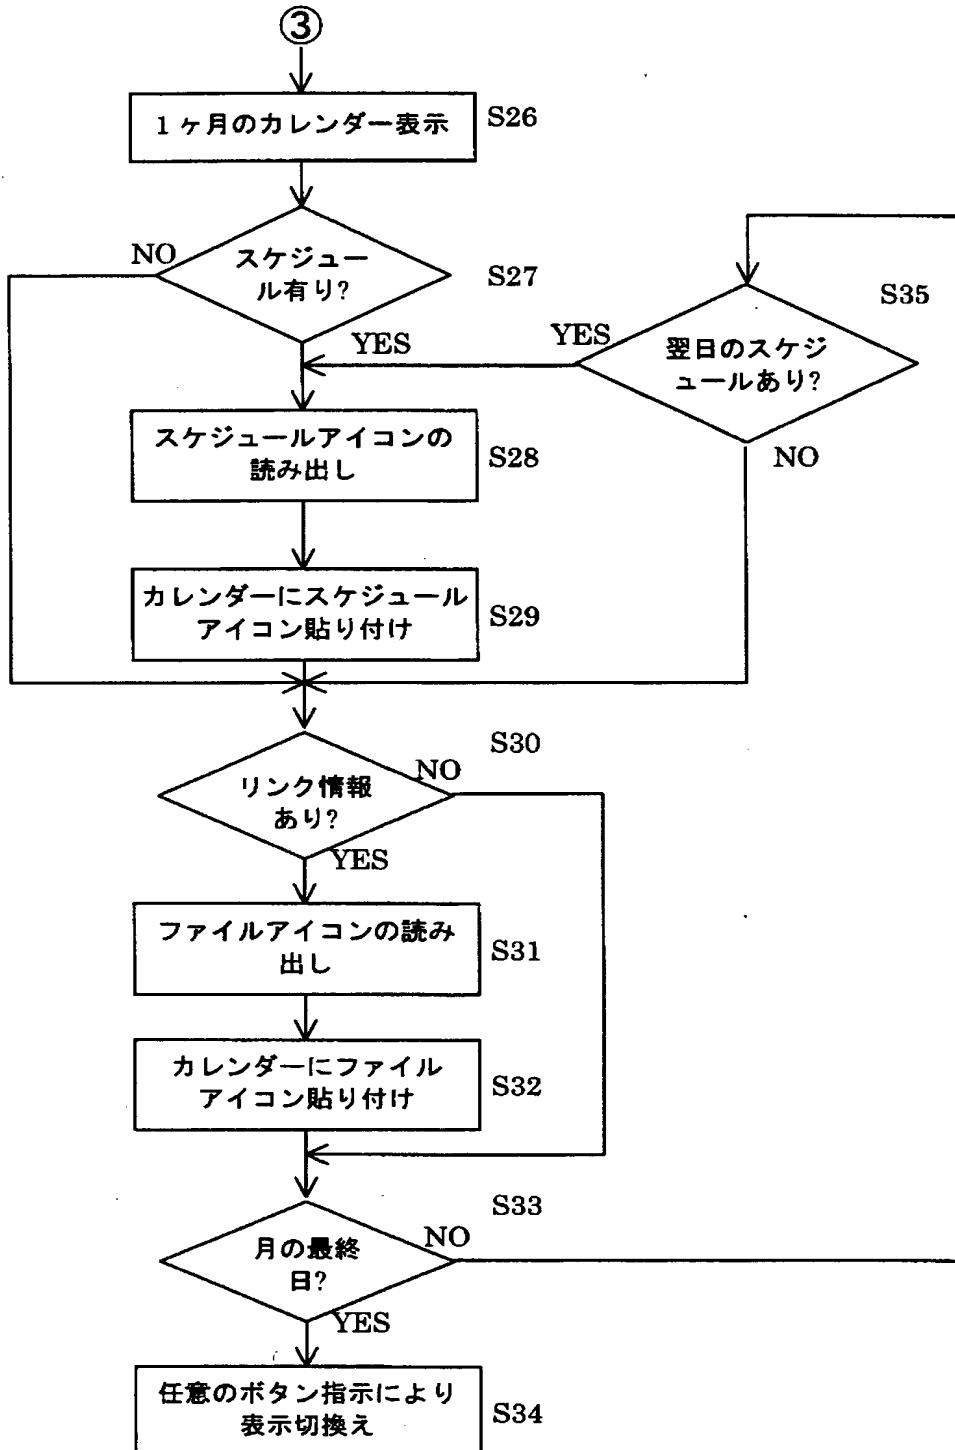 ③
1ヶ月のカレンダー表示
S26
NO
スケジュー
ル有り?
S27
YES
S35
YES
翌日のスケジ
ュールあり?
NO
スケジュールアイコンの
読み出し
S28
カレンダーにスケジュール
アイコン貼り付け
S29
S30
NO
リンク情報
あり?
YES
ファイルアイコンの読み
出し
S31
カレンダーにファイル
アイコン貼り付け
S32
S33
NO
月の最終
日?
YES
任意のボタン指示により
表示切換え
S34